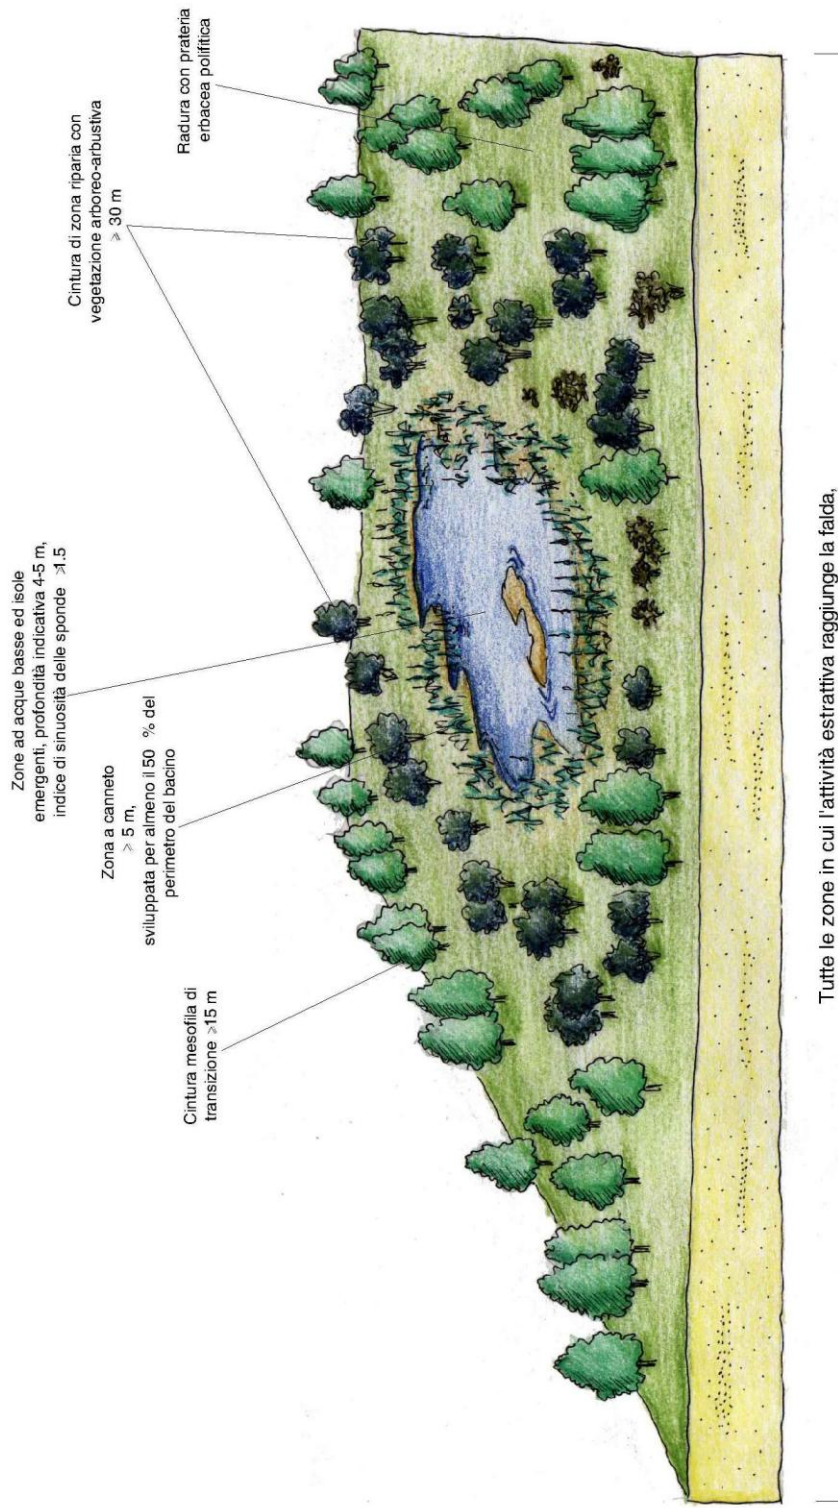 Cintura mesofila di
transizione ⩾15 m
Zona a canneto
⩾ 5 m,
sviluppata per almeno il 50 % del
perimetro del bacino
Zone ad acque basse ed isole
emergenti, profondità indicativa 4-5 m,
indice di sinuosità delle sponde ⩾1.5
Cintura di zona riparia con
vegetazione arboreo-arbustiva
⩾ 30 m
Radura con prateria
erbacea polifitica
Tutte le zone in cui l'attività estrattiva raggiunge la falda,